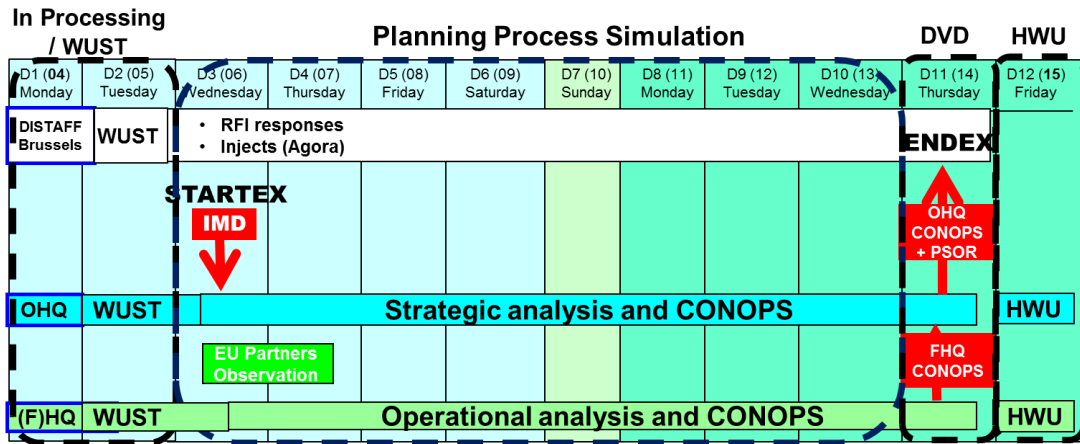 In Processing
/ WUST
Planning Process Simulation
DVD
HWU
D1 (04)
Monday
D2 (05)
Tuesday
D3 (06)
Wednesday
D4 (07)
Thursday
D5 (08)
Friday
D6 (09)
Saturday
D7 (10)
Sunday
D8 (11)
Monday
D9 (12)
Tuesday
D10 (13)
Wednesday
D11 (14)
Thursday
D12 (15)
Friday
DISTAFF
Brussels
WUST
• RFI responses
• Injects (Agora)
ENDEX
STARTEX
IMD
OHQ
CONOPS
+ PSOR
OHQ
WUST
Strategic analysis and CONOPS
HWU
EU Partners
Observation
FHQ
CONOPS
(F)HQ
WUST
Operational analysis and CONOPS
HWU